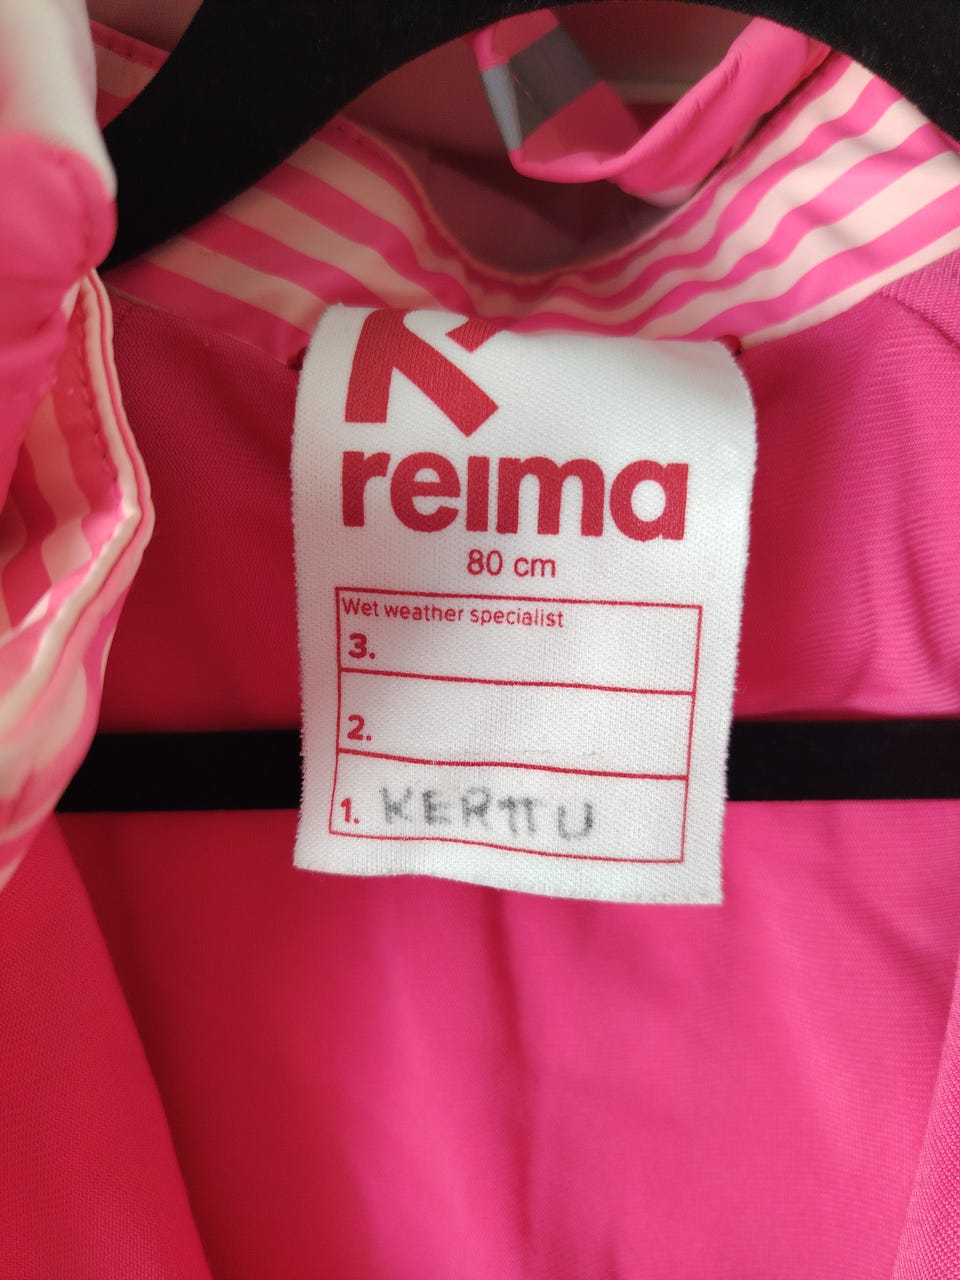 reima
80 cm
Wet weather specialist
3.
2.
1. KERTTU